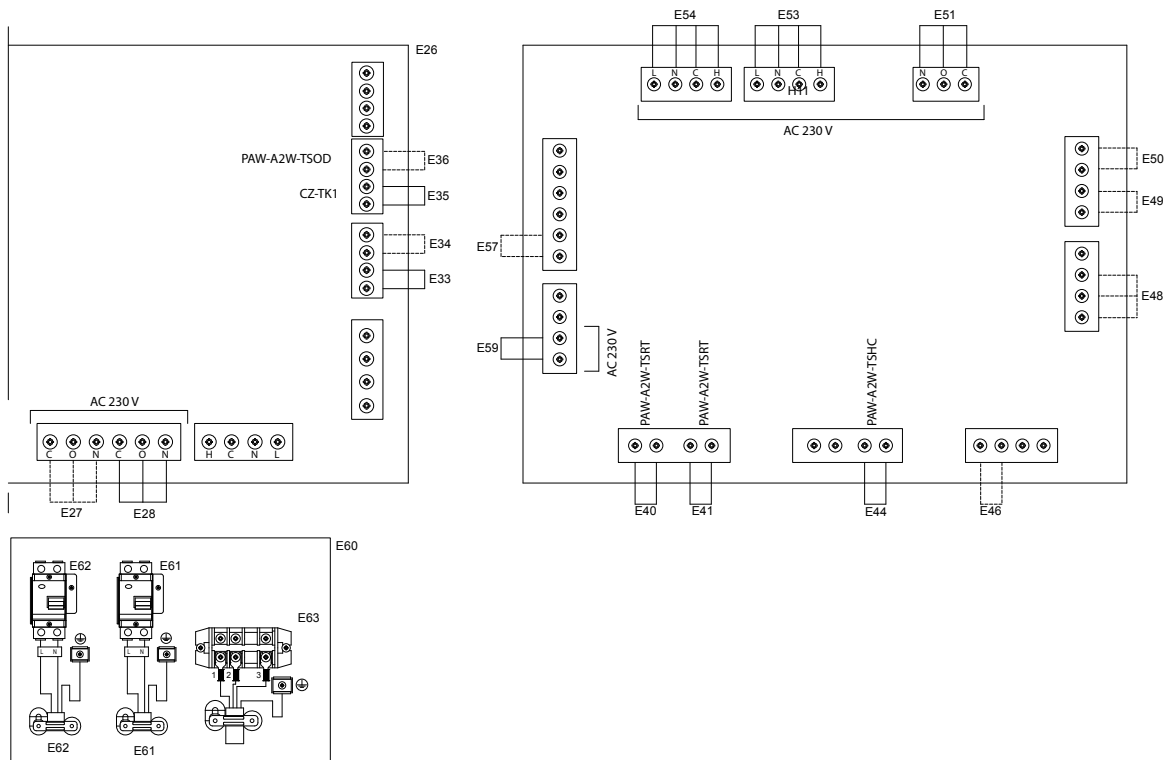 E54 E53 E51
E26
L N C H L N C H N O C
H11
AC 230 V
PAW-A2W-TSOD E36
CZ-TK1 E35
E34
E33
E50
E49
E48
E57
E59
AC 230 V
PAW-A2W-TSRT
PAW-A2W-TSRT
PAW-A2W-TSHC
AC 230 V
C O N C O N H C N L
E27 E28
E40 E41 E44 E46
E60
E62 E61
E63
L N L N
1 2 3
E62 E61